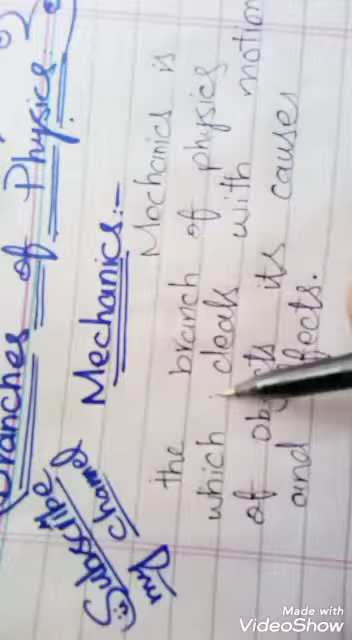 Branches of Physics:
Mechanics:-
Mechanics is
the branch of physics
which deals with motion
of objects its causes
and effects.
Subscribe
my channel
Made with
VideoShow